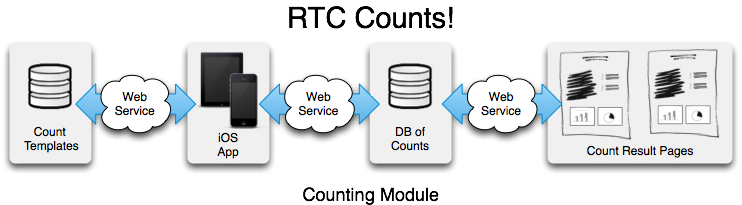 RTC Counts!
Web
Service
Web
Service
Web
Service
Count
Templates
iOS
App
DB of
Counts
Count Result Pages
Counting Module